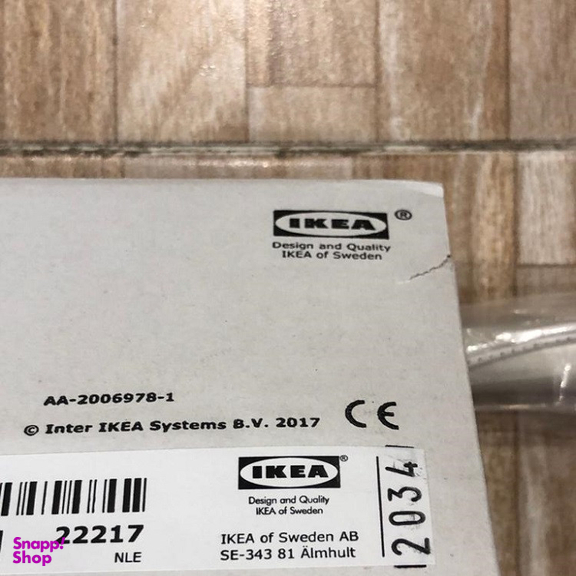 IKEA®
Design and Quality
IKEA of Sweden
AA-2006978-1
© Inter IKEA Systems B.V. 2017
CE
IKEA®
Design and Quality
IKEA of Sweden
22217
NLE
IKEA of Sweden AB
SE-343 81 Älmhult
2034
Snapp!
Shop